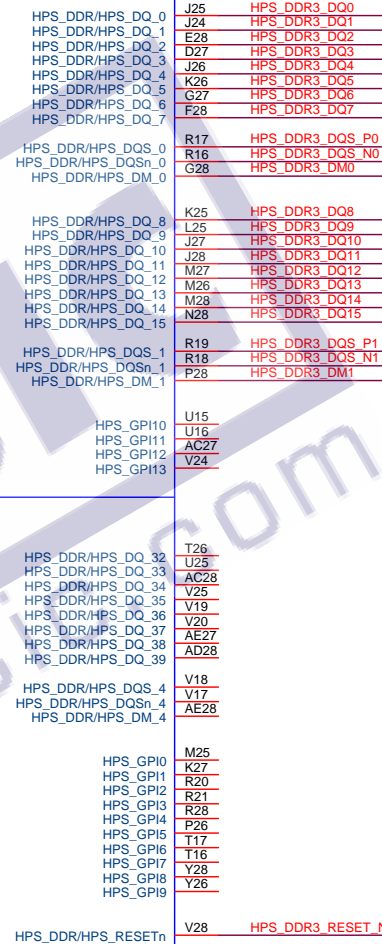 HPS_DDR/HPS_DQ_0 J25 HPS_DDR3_DQ0
HPS_DDR/HPS_DQ_1 J24 HPS_DDR3_DQ1
HPS_DDR/HPS_DQ_2 E28 HPS_DDR3_DQ2
HPS_DDR/HPS_DQ_3 D27 HPS_DDR3_DQ3
HPS_DDR/HPS_DQ_4 J26 HPS_DDR3_DQ4
HPS_DDR/HPS_DQ_5 K26 HPS_DDR3_DQ5
HPS_DDR/HPS_DQ_6 G27 HPS_DDR3_DQ6
HPS_DDR/HPS_DQ_7 F28 HPS_DDR3_DQ7
HPS_DDR/HPS_DQS_0 R17 HPS_DDR3_DQS_P0
HPS_DDR/HPS_DQSn_0 R16 HPS_DDR3_DQS_N0
HPS_DDR/HPS_DM_0 G28 HPS_DDR3_DM0
HPS_DDR/HPS_DQ_8 K25 HPS_DDR3_DQ8
HPS_DDR/HPS_DQ_9 L25 HPS_DDR3_DQ9
HPS_DDR/HPS_DQ_10 J27 HPS_DDR3_DQ10
HPS_DDR/HPS_DQ_11 J28 HPS_DDR3_DQ11
HPS_DDR/HPS_DQ_12 M27 HPS_DDR3_DQ12
HPS_DDR/HPS_DQ_13 M26 HPS_DDR3_DQ13
HPS_DDR/HPS_DQ_14 M28 HPS_DDR3_DQ14
HPS_DDR/HPS_DQ_15 N28 HPS_DDR3_DQ15
HPS_DDR/HPS_DQS_1 R19 HPS_DDR3_DQS_P1
HPS_DDR/HPS_DQSn_1 R18 HPS_DDR3_DQS_N1
HPS_DDR/HPS_DM_1 P28 HPS_DDR3_DM1
HPS_GPI10 U15
HPS_GPI11 U16
HPS_GPI12 AC27
HPS_GPI13 V24
HPS_DDR/HPS_DQ_32 T26
HPS_DDR/HPS_DQ_33 U25
HPS_DDR/HPS_DQ_34 AC28
HPS_DDR/HPS_DQ_35 V25
HPS_DDR/HPS_DQ_36 V19
HPS_DDR/HPS_DQ_37 V20
HPS_DDR/HPS_DQ_38 AE27
HPS_DDR/HPS_DQ_39 AD28
HPS_DDR/HPS_DQS_4 V18
HPS_DDR/HPS_DQSn_4 V17
HPS_DDR/HPS_DM_4 AE28
HPS_GPI0 M25
HPS_GPI1 K27
HPS_GPI2 R20
HPS_GPI3 R21
HPS_GPI4 R28
HPS_GPI5 P26
HPS_GPI6 T17
HPS_GPI7 T16
HPS_GPI8 Y28
HPS_GPI9 Y26
HPS_DDR/HPS_RESETn V28 HPS_DDR3_RESET_N
ic.com